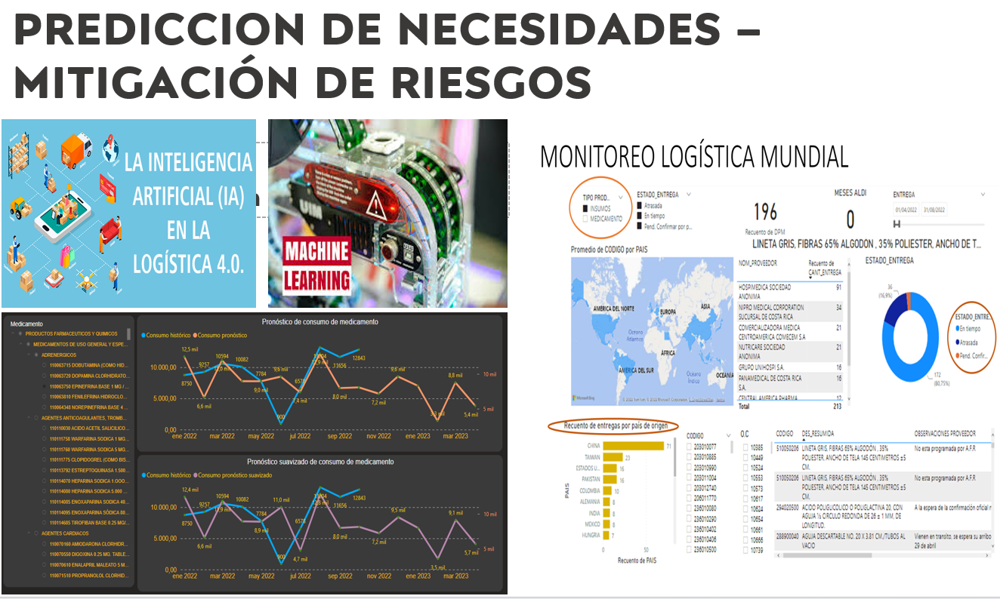 PREDICCION DE NECESIDADES –
MITIGACIÓN DE RIESGOS
LA INTELIGENCIA
ARTIFICIAL (IA)
EN LA
LOGÍSTICA 4.0.
MACHINE
LEARNING
Medicamento
PRODUCTOS FARMACEUTICOS Y QUIMICOS
MEDICAMENTOS DE USO GENERAL Y ESPE...
ADRENERGICOS
110063715 DOBUTAMINA (COMO HID...
110063720 DOPAMINA CLORHIDRATO...
110063750 EPINEFRINA BASE 1 MG / ...
110063810 FENILEFRINA HIDROCLO...
110064340 NOREPINEFRINA BASE 4 ...
AGENTES ANTICOAGULANTES, TROMB...
110110030 ACIDO ACETIL SALICILICO...
110111758 WARFARINA SODICA 1 MG...
110111760 WARFARINA SODICA 5 MG...
110111775 CLOPIDOGREL (COMO BIS...
110113792 ESTREPTOQUINASA 1.500...
110114070 HEPARINA SODICA 1.OOO...
110114080 HEPARINA SODICA 5.000 ...
110114085 ENOXAPARINA SODICA 40...
110114095 ENOXAPARINA SÓDICA 80...
110114685 TIROFIBAN BASE 0.25 MG/...
AGENTES CARDIACOS
110070160 AMIODARONA CLORHIDR...
110070550 DIGOXINA 0.25 MG. TABLE...
110070610 ENALAPRIL MALEATO 5 M...
110071510 PROPRANOLOL CLORHID...
Pronóstico de consumo de medicamento
Consumo histórico Consumo pronóstico
10.000,00
5.000,00
0,00
10 mil
5 mil
12,5 mil
8750
9257
6,6 mil
10594
10082
7784
9,0 mil
9,6 mil
900
6576
7,4 mil
11656
8,0 mil
12843
7,2 mil
9,6 mil
8,8 mil
5,4 mil
ene 2022 mar 2022 may 2022 jul 2022 sep 2022 nov 2022 ene 2023 mar 2023
Pronóstico suavizado de consumo de medicamento
Consumo histórico Consumo pronóstico suavizado
10.000,00
5.000,00
0,00
10 mil
5 mil
12,4 mil
8750
9257
6,6 mil
10594
10082
7784
8,9 mil
11,0 mil
900
6576
4,7 mil
11656
8,0 mil
12843
7,2 mil
9,5 mil
3,5 mil
9,1 mil
5,7 mil
ene 2022 mar 2022 may 2022 jul 2022 sep 2022 nov 2022 ene 2023 mar 2023
MONITOREO LOGÍSTICA MUNDIAL
TIPO PROD...
INSUMOS
MEDICAMENTO
ESTADO_ENTREGA
Atrasada
En tiempo
Pend. Confirmar por p...
196
Recuento de DPM
MESES ALDI
0
ENTREGA
01/04/2022 31/08/2022
LINETA GRIS, FIBRAS 65% ALGODON , 35% POLIESTER, ANCHO DE T...
Promedio de CODIGO por PAIS
AMÉRICA DEL NORTE
EUROPA
ASIA
Océano
Atlántico
ÁFRICA
AMÉRICA DEL SUR
Océano
Índico
OCEANÍA
Microsoft Bing
NOM_PROVEEDOR Recuento de
CANT_ENTREGA
HOSPIMEDICA SOCIEDAD
ANONIMA 91
NIPRO MEDICAL CORPORATION
SUCURSAL DE COSTA RICA 34
COMERCIALIZADORA MEDICA
CENTROAMERICA COMECEM S.A 21
NUTRICARE SOCIEDAD
ANONIMA 21
GRUPO UNIHOSPI S.A. 16
PANAMEDICAL DE COSTA RICA
S.A. 16
CENTRAL AMERICA PHARMA 12
Total 213
ESTADO_ENTREGA
36
(16,9%)
172
(80,75%)
ESTADO_ENTRE...
En tiempo
Atrasada
Pend. Confir...
Recuento de entregas por país de origen
PAIS
CHINA 71
TAIWAN 23
ESTADOS U... 16
PAKISTAN 16
COLOMBIA 10
ALEMANIA 8
INDIA 8
MEXICO 8
HUNGRIA 7
0 50
Recuento de PAIS
CODIGO
203010077
203010885
203010990
203011004
203012740
206011770
236010080
236010290
236010402
236010406
236010500
O.C
10385
10449
10524
10553
10573
10617
10624
10654
10661
10666
10739
CODIGO DES_RESUMIDA OBSERVACIONES PROVEEDOR
510050206 LINETA GRIS, FIBRAS 65% ALGODÓN , 35% No esta programada por A.F.R.
POLIESTER, ANCHO DE TELA 145 CENTIMETROS ±5
CM.
510050206 LINETA GRIS, FIBRAS 65% ALGODÓN , 35% No esta programada por A.F.R
POLIESTER, ANCHO DE TELA 145 CENTIMETROS ±5
CM.
294020500 ACIDO POLIGLICOLICO O POLIGLACTINA 20, CON A la espera de la confirmación oficial r
AGUJA ½ CIRCULO REDONDA DE 26 ± 1 MM, DE
LONGITUD.
288900040 AGUJA DESCARTABLE NO. 20 X 3.81 CM./TUBOS AL Vienen en transito, se espera su arribo
VACIO 29 de abril